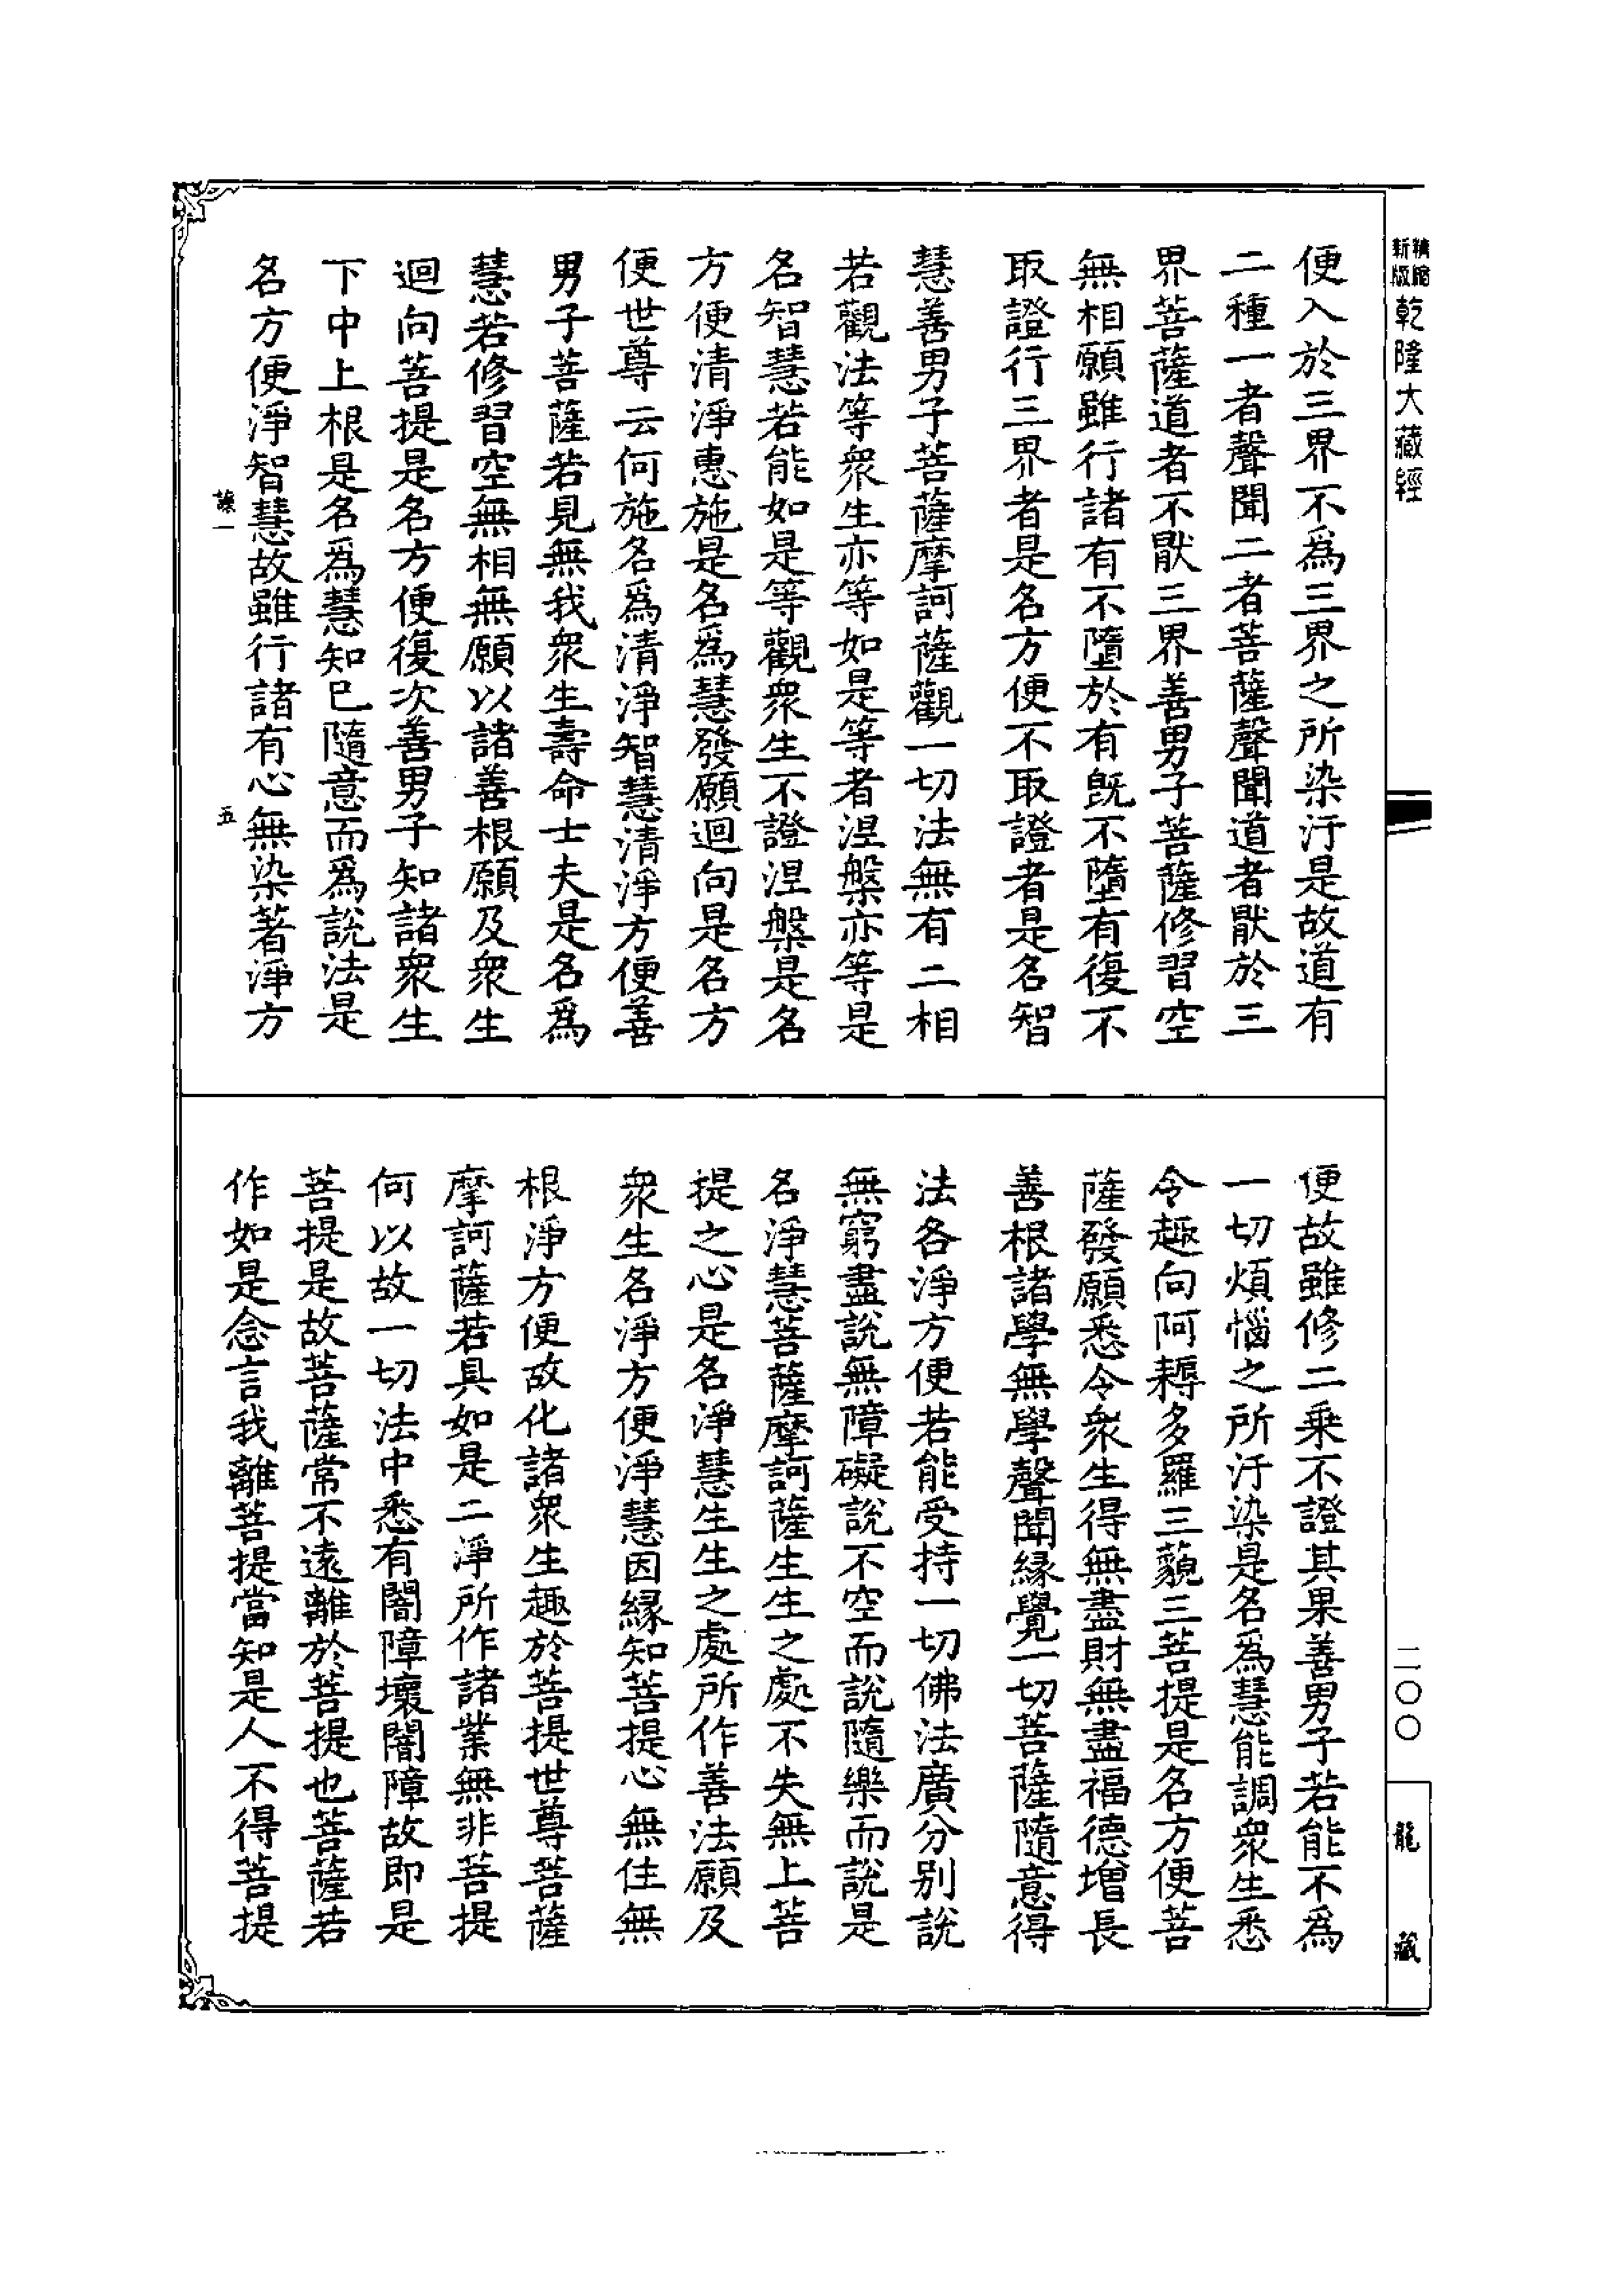 精縮新版乾隆大藏經
便入於三界不為三界之所染汙是故道有
二種一者聲聞二者菩薩聲聞道者厭於三
界菩薩道者不厭三界善男子菩薩修習空
無相願雖行諸有不墮於有旣不墮有復不
取證行三界者是名方便不取證者是名智
慧善男子菩薩摩訶薩觀一切法無有二相
若觀法等衆生亦等如是等者涅槃亦等是
名智慧若能如是等觀衆生不證涅槃是名
方便清淨惠施是名爲慧發願迴向是名方
便世尊云何施名爲清淨智慧清淨方便善
男子菩薩若見無我衆生壽命士夫是名爲
慧若修習空無相無願以諸善根願及衆生
迴向菩提是名方便復次善男子知諸衆生
下中上根是名爲慧知已隨意而爲說法是
名方便淨智慧故雖行諸有心無染著淨方
一 五
便故雖修二乘不證其果善男子若能不爲
一切煩惱之所汙染是名爲慧能調衆生悉
令趣向阿耨多羅三藐三菩提是名方便菩
薩發願悉令衆生得無盡財無盡福德增長
善根諸學無學聲聞緣覺一切菩薩隨意得
法各淨方便若能受持一切佛法廣分別說
無窮盡說無障礙說不空而說隨樂而說是
名淨慧菩薩摩訶薩生生之處不失無上菩
提之心是名淨慧生生之處所作善法願及
衆生名淨方便淨慧因緣知菩提心無住無
根淨方便故化諸衆生趣於菩提世尊菩薩
摩訶薩若具如是二淨所作諸業無非菩提
何以故一切法中悉有闇障壞闇障故即是
菩提是故菩薩常不遠離於菩提也菩薩若
作如是念言我離菩提當知是人不得菩提
二〇〇
龍藏